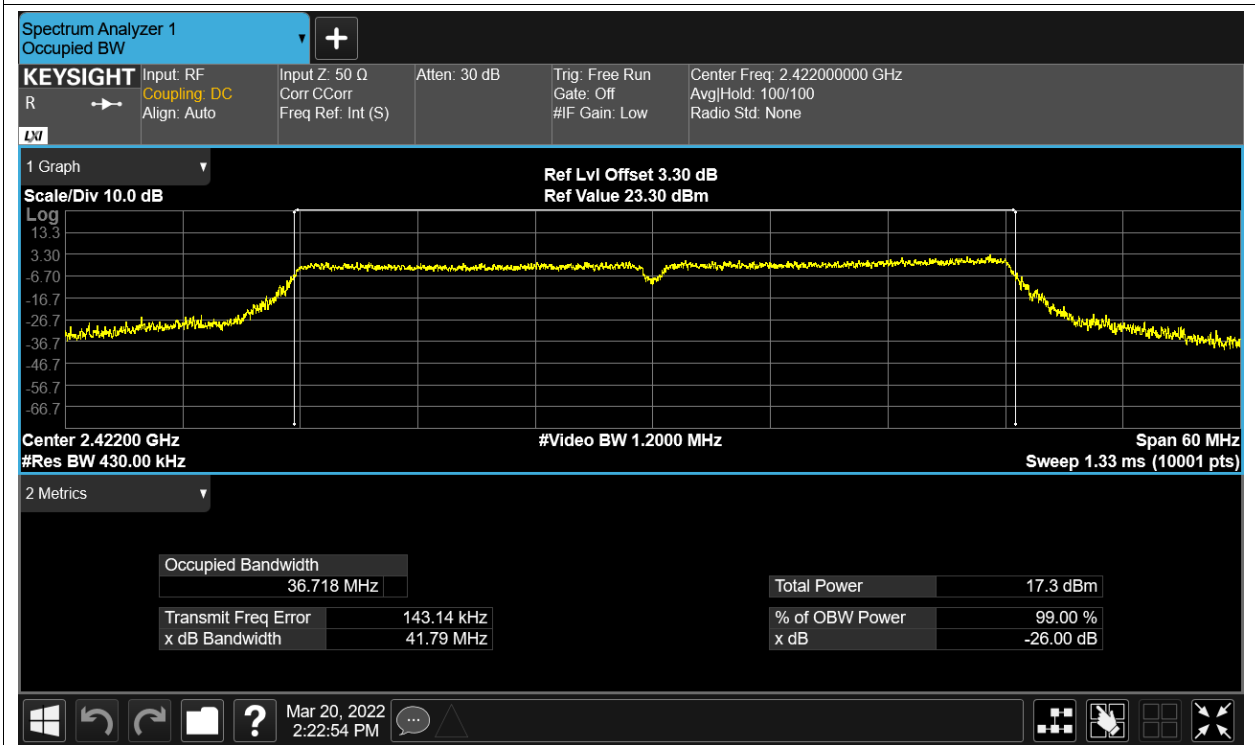 Spectrum Analyzer 1
Occupied BW
▼
+
KEYSIGHT
R
LXI
Input: RF
Coupling: DC
Align: Auto
Input Z: 50 Ω
Corr CCorr
Freq Ref: Int (S)
Atten: 30 dB
Trig: Free Run
Gate: Off
#IF Gain: Low
Center Freq: 2.422000000 GHz
Avg|Hold: 100/100
Radio Std: None
1 Graph ▼
Scale/Div 10.0 dB
Ref Lvl Offset 3.30 dB
Ref Value 23.30 dBm
Log
13.3
3.30
-6.70
-16.7
-26.7
-36.7
-46.7
-56.7
-66.7
Center 2.42200 GHz
#Res BW 430.00 kHz
#Video BW 1.2000 MHz
Span 60 MHz
Sweep 1.33 ms (10001 pts)
2 Metrics ▼
Occupied Bandwidth
36.718 MHz
Transmit Freq Error 143.14 kHz
x dB Bandwidth 41.79 MHz
Total Power 17.3 dBm
% of OBW Power 99.00 %
x dB -26.00 dB
?
Mar 20, 2022
2:22:54 PM